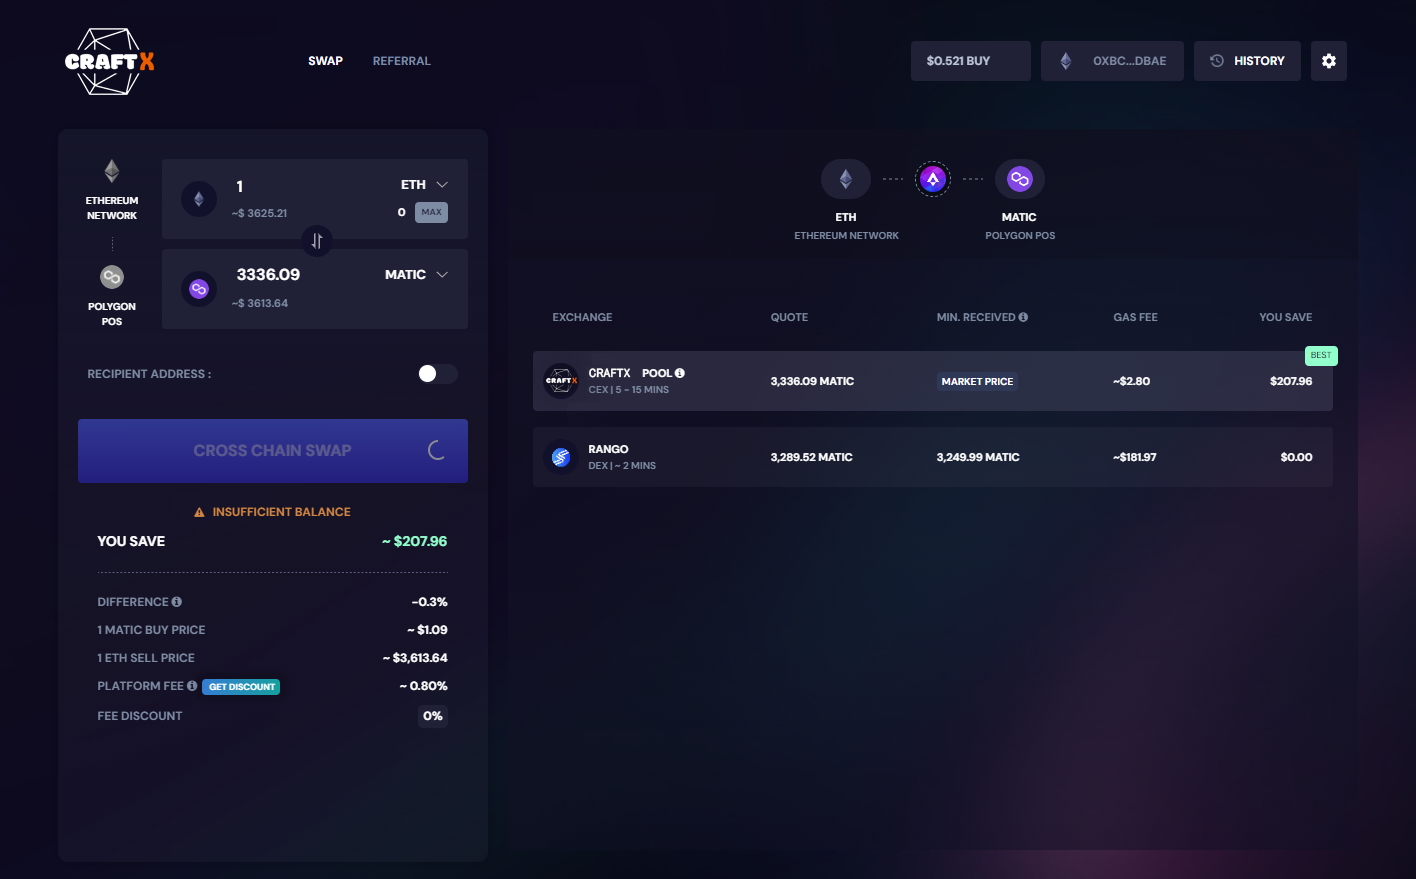 CRAFTX
SWAP REFERRAL
$0.521 BUY
0XBC...DBAE
HISTORY
ETHEREUM
NETWORK
1 ETH
~$ 3625.21 0 MAX
3336.09 MATIC
~$ 3613.64
POLYGON
POS
RECIPIENT ADDRESS :
CROSS CHAIN SWAP
INSUFFICIENT BALANCE
YOU SAVE ~ $207.96
DIFFERENCE -0.3%
1 MATIC BUY PRICE ~ $1.09
1 ETH SELL PRICE ~ $3,613.64
PLATFORM FEE GET DISCOUNT ~ 0.80%
FEE DISCOUNT 0%
ETH MATIC
ETHEREUM NETWORK POLYGON POS
EXCHANGE QUOTE MIN. RECEIVED GAS FEE YOU SAVE
BEST
CRAFTX
CRAFTX POOL
CEX | 5 - 15 MINS
3,336.09 MATIC MARKET PRICE ~$2.80 $207.96
RANGO
DEX | ~ 2 MINS
3,289.52 MATIC 3,249.99 MATIC ~$181.97 $0.00